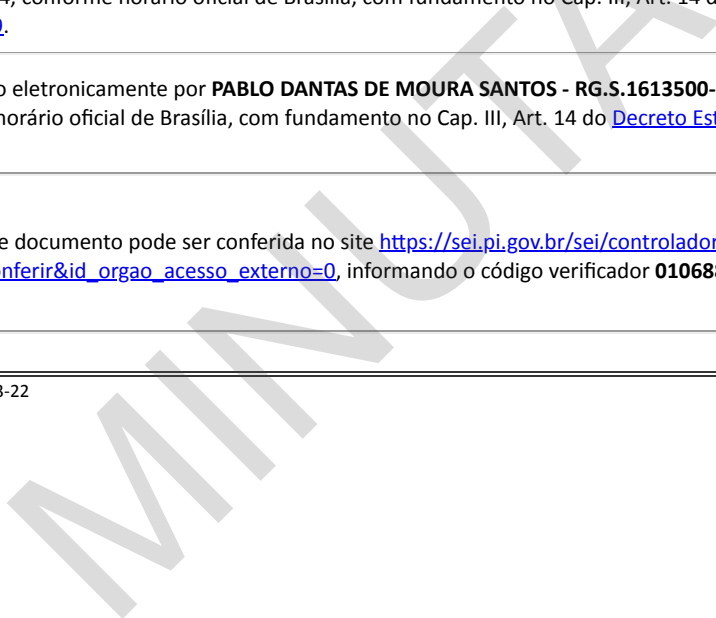 4, conforme horário oficial de Brasília, com fundamento no Cap. III, Art. 14 d
o eletronicamente por PABLO DANTAS DE MOURA SANTOS - RG.S.1613500-
horário oficial de Brasília, com fundamento no Cap. III, Art. 14 do Decreto Est
e documento pode ser conferida no site https://sei.pi.gov.br/sei/controlador
onferir&id_orgao_acesso_externo=0, informando o código verificador 01068
3-22
MINUTA